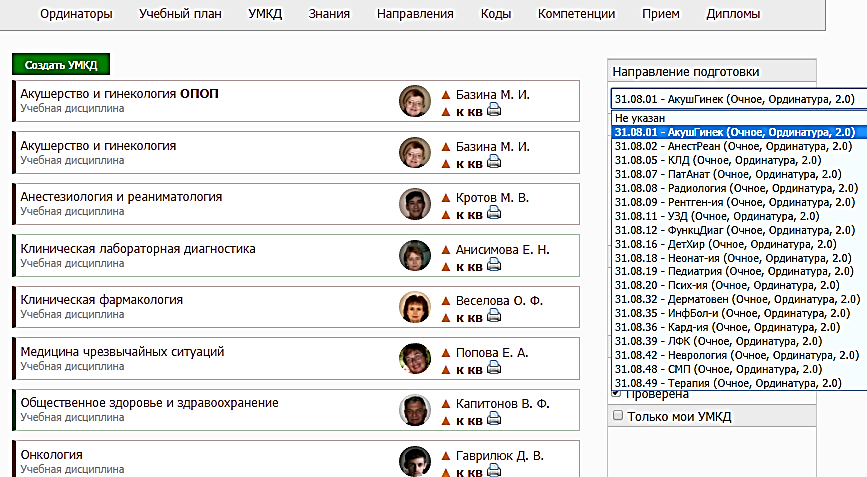 Ординаторы Учебный план УМКД Знания Направления Коды Компетенции Прием Дипломы
Создать УМКД
Акушерство и гинекология ОПОП
Учебная дисциплина
Базина М. И.
к кв
Акушерство и гинекология
Учебная дисциплина
Базина М. И.
к кв
Анестезиология и реаниматология
Учебная дисциплина
Кротов М. В.
к кв
Клиническая лабораторная диагностика
Учебная дисциплина
Анисимова Е. Н.
к кв
Клиническая фармакология
Учебная дисциплина
Веселова О. Ф.
к кв
Медицина чрезвычайных ситуаций
Учебная дисциплина
Попова Е. А.
к кв
Общественное здоровье и здравоохранение
Учебная дисциплина
Капитонов В. Ф.
к кв
Онкология
Учебная дисциплина
Гаврилюк Д. В.
к кв
Направление подготовки
31.08.01 - АкушГинек (Очное, Ординатура, 2.0)
Не указан
31.08.01 - АкушГинек (Очное, Ординатура, 2.0)
31.08.02 - АнестРеан (Очное, Ординатура, 2.0)
31.08.05 - КЛД (Очное, Ординатура, 2.0)
31.08.07 - ПатАнат (Очное, Ординатура, 2.0)
31.08.08 - Радиология (Очное, Ординатура, 2.0)
31.08.09 - Рентген-ия (Очное, Ординатура, 2.0)
31.08.11 - УЗД (Очное, Ординатура, 2.0)
31.08.12 - ФункцДиаг (Очное, Ординатура, 2.0)
31.08.16 - ДетХир (Очное, Ординатура, 2.0)
31.08.18 - Неонат-ия (Очное, Ординатура, 2.0)
31.08.19 - Педиатрия (Очное, Ординатура, 2.0)
31.08.20 - Псих-ия (Очное, Ординатура, 2.0)
31.08.32 - Дерматовен (Очное, Ординатура, 2.0)
31.08.35 - ИнфБол-и (Очное, Ординатура, 2.0)
31.08.36 - Кард-ия (Очное, Ординатура, 2.0)
31.08.39 - ЛФК (Очное, Ординатура, 2.0)
31.08.42 - Неврология (Очное, Ординатура, 2.0)
31.08.48 - СМП (Очное, Ординатура, 2.0)
31.08.49 - Терапия (Очное, Ординатура, 2.0)
Проверена
Только мои УМКД